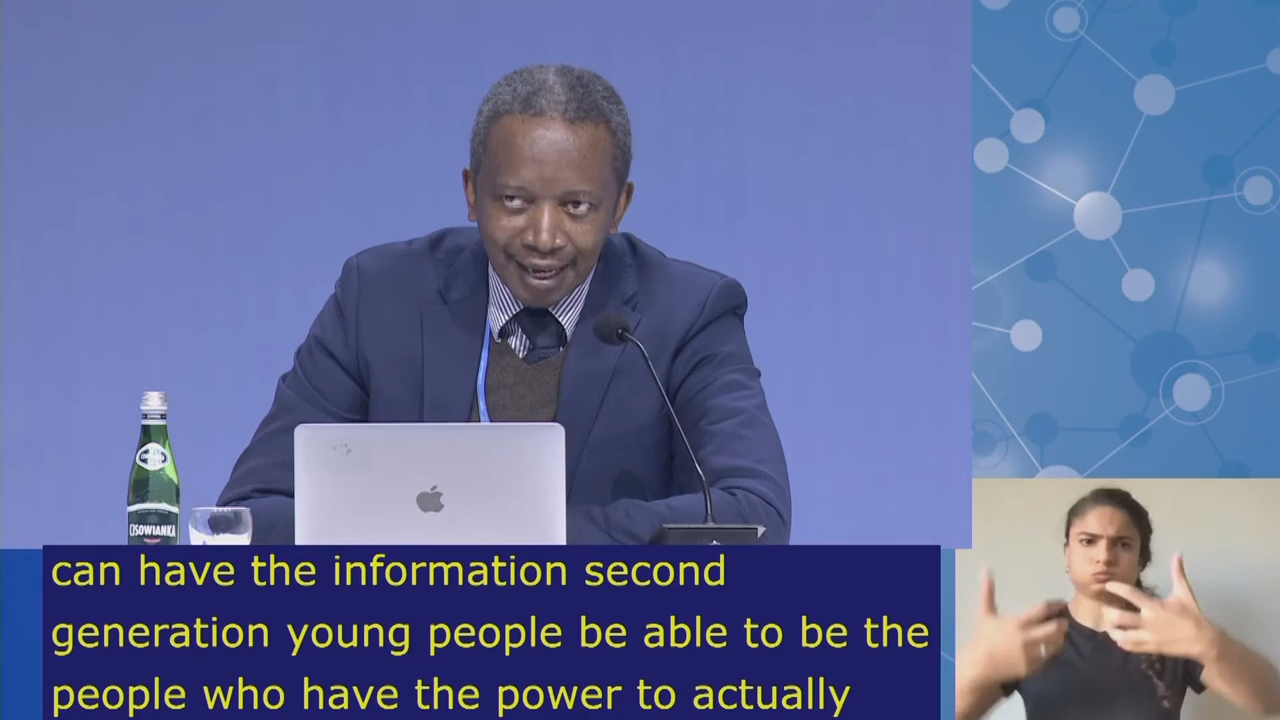 CISOWIANKA
can have the information second
generation young people be able to be the
people who have the power to actually